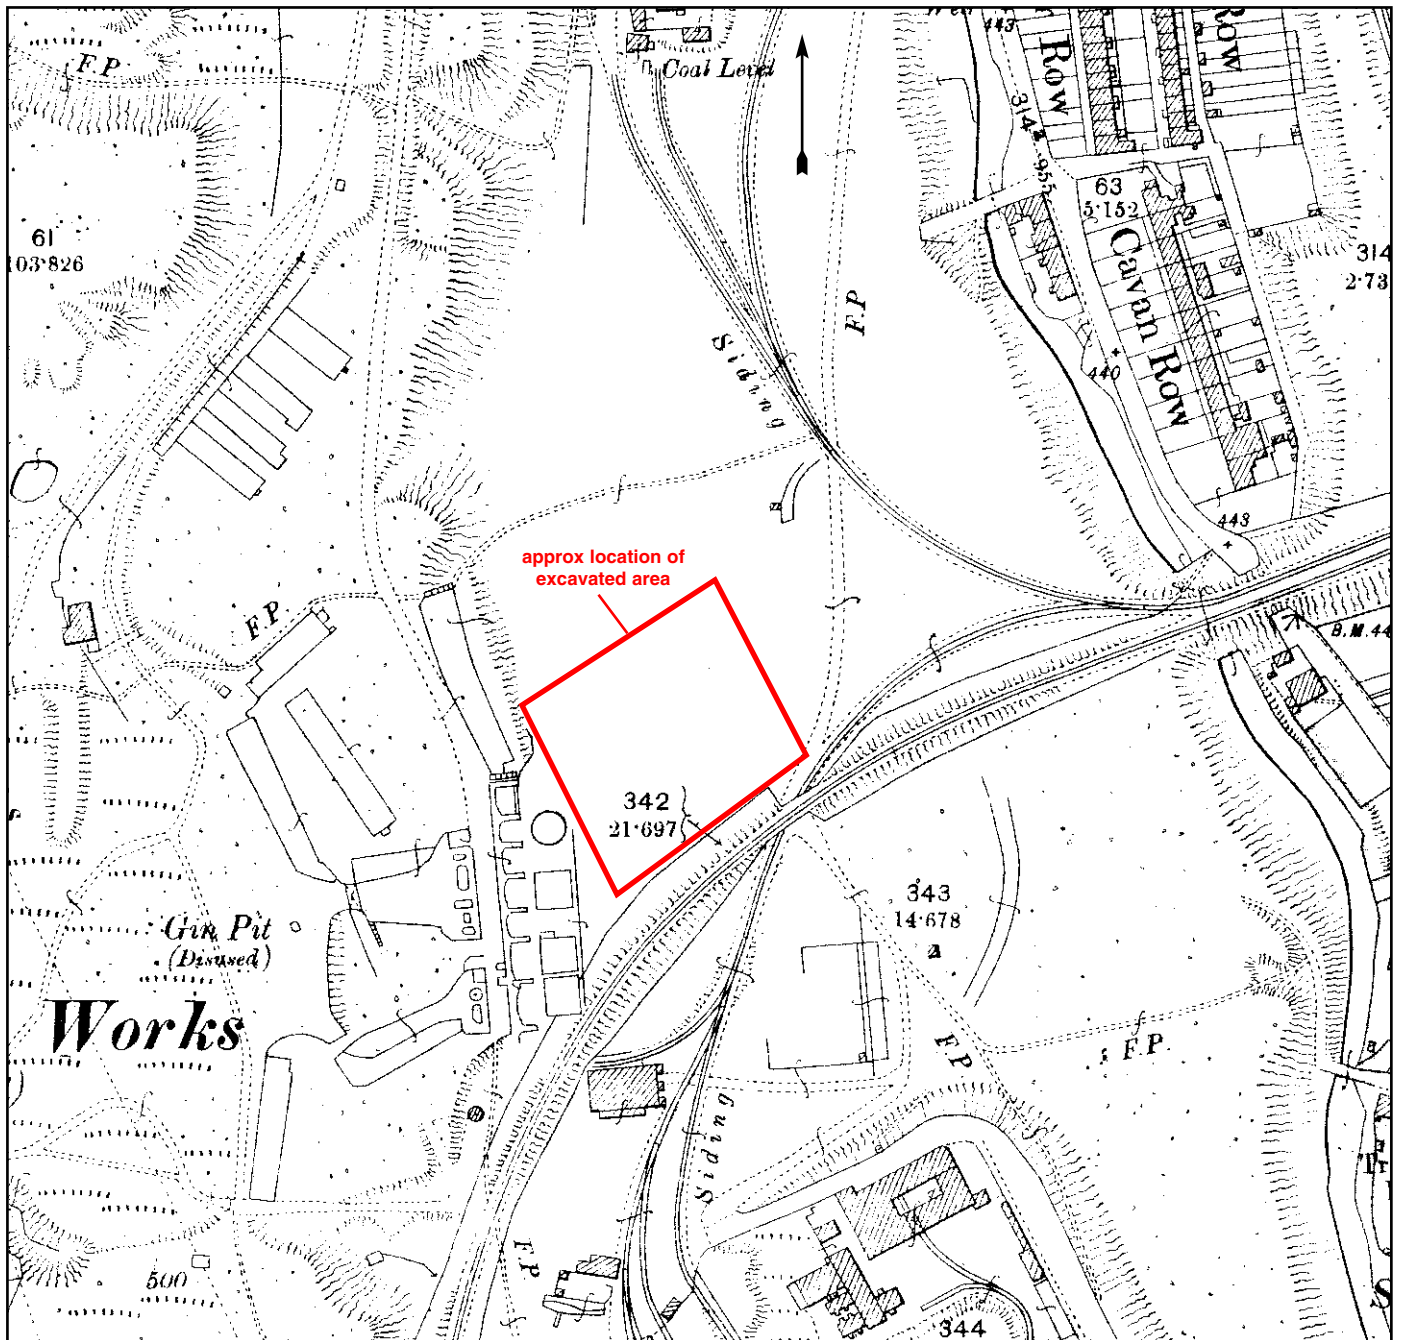 443
Row
Row
F.P
Coal Level
314
955
63
5·152
61
103·826
314
2·73
Cavan Row
F.P
Siding
440
443
approx location of
excavated area
F.P.
B.M.44
342
21·697
343
14·678
Gin Pit
(Disused)
Works
F.P
F.P.
Siding
F.P
500
344
S